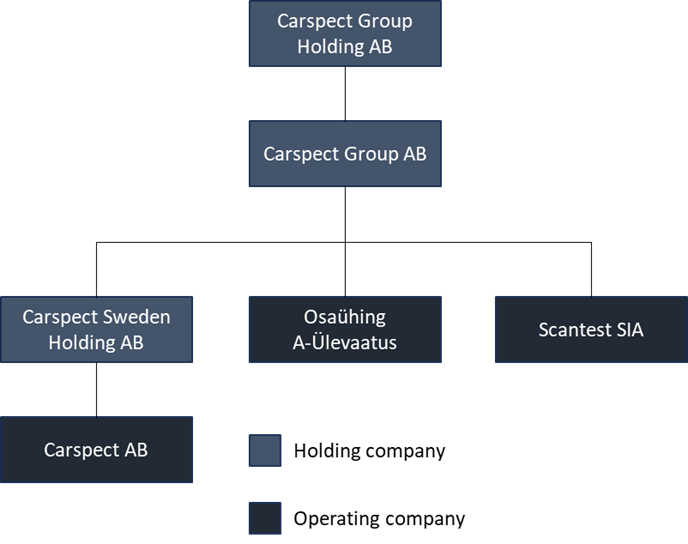 Carspect Group
Holding AB
Carspect Group AB
Carspect Sweden
Holding AB
Osaühing
A-Ülevaatus
Scantest SIA
Carspect AB
Holding company
Operating company